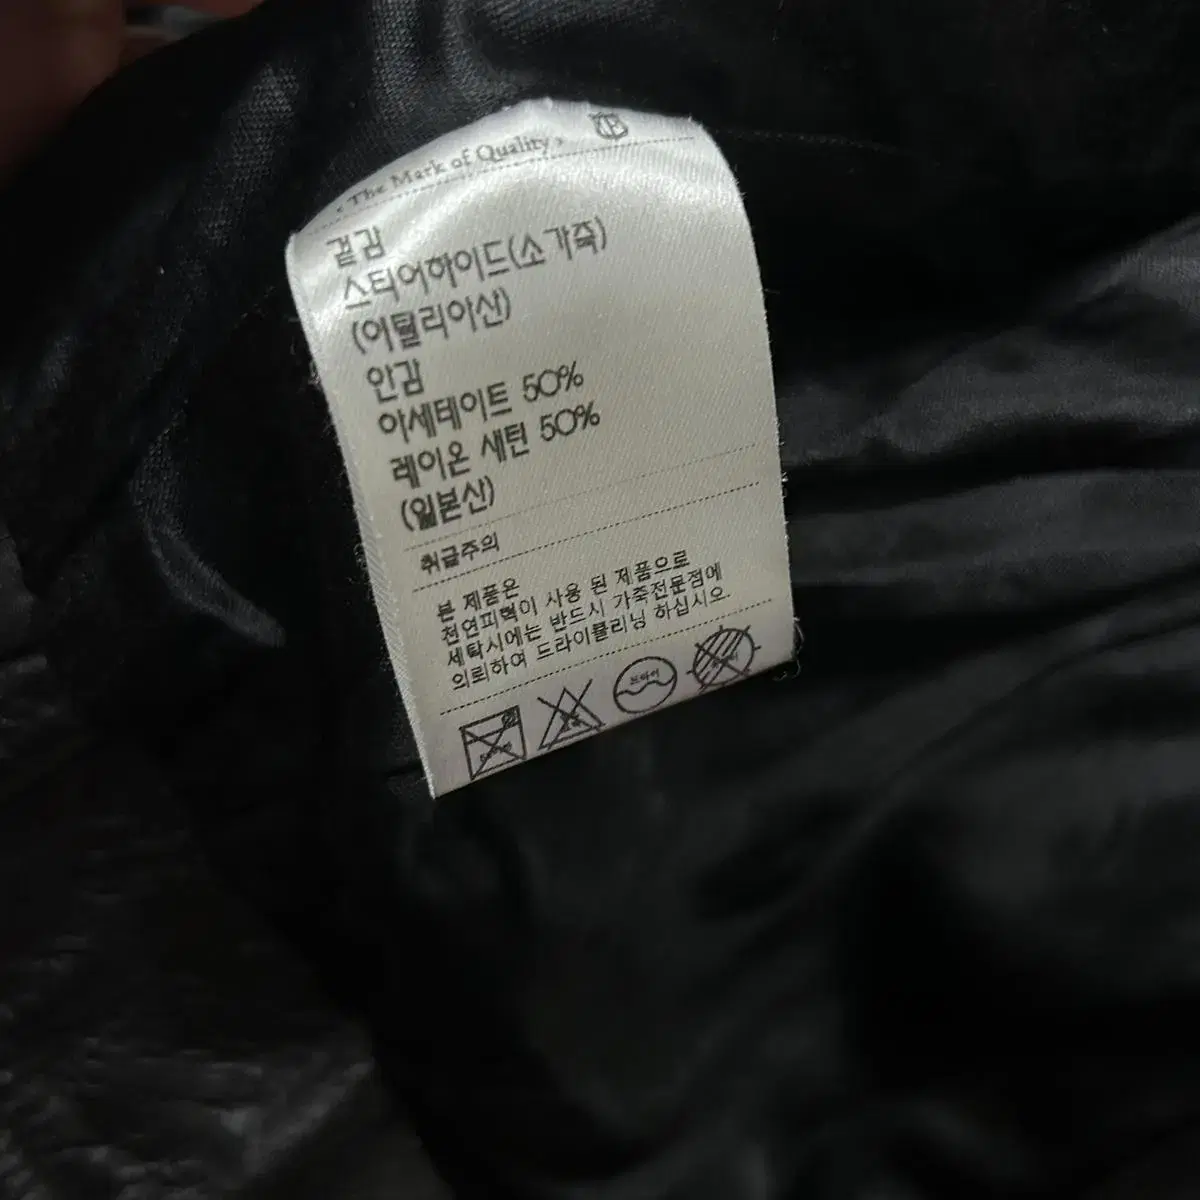 < The Mark of Quality >
겉감
스티어하이드(소가죽)
(이탈리아산)
안감
아세테이트 50%
레이온 새턴 50%
(일본산)
취급주의
본 제품은
천연피혁이 사용 된 제품으로
세탁시에는 반드시 가죽전문점에
의뢰하여 드라이클리닝 하십시오.
드라이